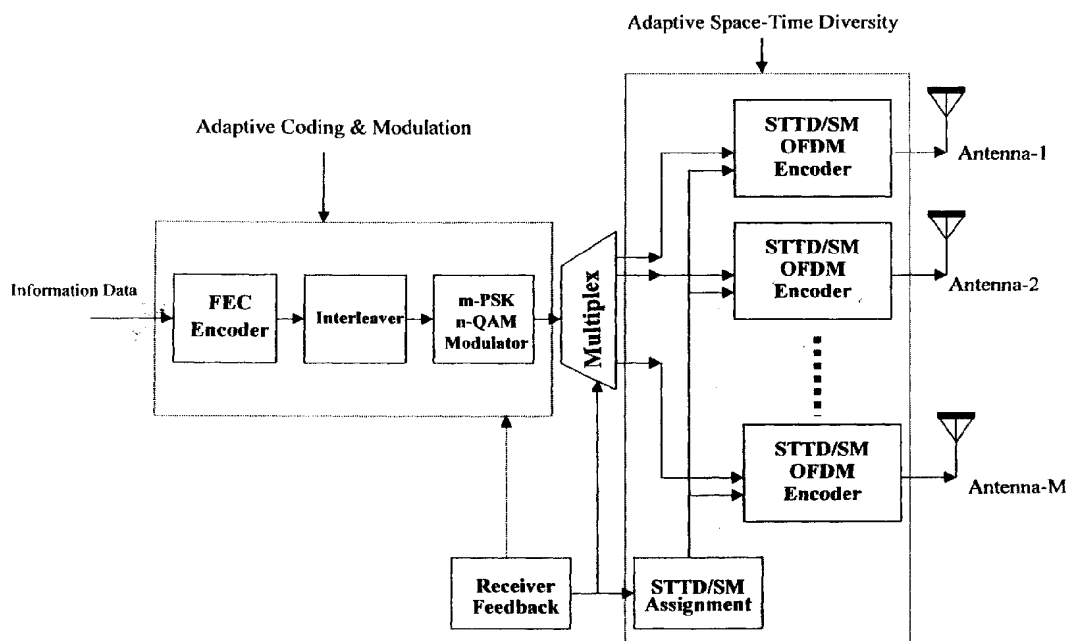 Adaptive Space-Time Diversity
Adaptive Coding & Modulation
STTD/SM
OFDM
Encoder
Antenna-1
STTD/SM
OFDM
Encoder
Antenna-2
Information Data
FEC
Encoder
Interleaver
m-PSK
n-QAM
Modulator
Multiplex
STTD/SM
OFDM
Encoder
Antenna-M
Receiver
Feedback
STTD/SM
Assignment